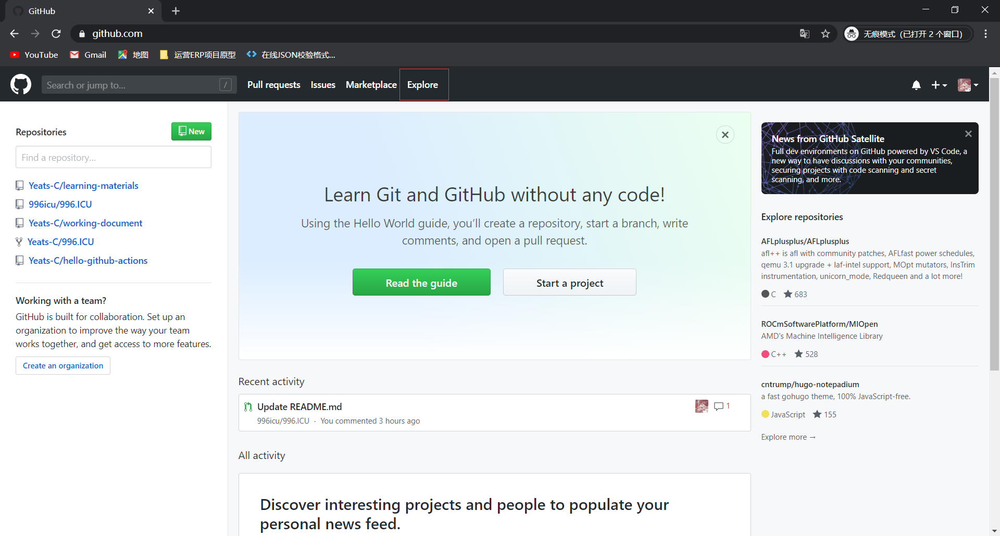 GitHub
github.com
无痕模式（已打开 2 个窗口）
YouTube
Gmail
地图
运营ERP项目原型
在线JSON校验格式...
Search or jump to...
/
Pull requests
Issues
Marketplace
Explore
Repositories
New
Find a repository...
Yeats-C/learning-materials
996icu/996.ICU
Yeats-C/working-document
Yeats-C/996.ICU
Yeats-C/hello-github-actions
Working with a team?
GitHub is built for collaboration. Set up an
organization to improve the way your team
works together, and get access to more features.
Create an organization
Learn Git and GitHub without any code!
Using the Hello World guide, you’ll create a repository, start a branch, write
comments, and open a pull request.
Read the guide
Start a project
Recent activity
Update README.md
1
996icu/996.ICU · You commented 3 hours ago
All activity
Discover interesting projects and people to populate your
personal news feed.
News from GitHub Satellite
Full dev environments on GitHub powered by VS Code, a
new way to have discussions with your communities,
securing projects with code scanning and secret
scanning, and more.
Explore repositories
AFLplusplus/AFLplusplus
afl++ is afl with community patches, AFLfast power schedules,
qemu 3.1 upgrade + laf-intel support, MOpt mutators, InsTrim
instrumentation, unicorn_mode, Redqueen and a lot more!
C 683
ROCmSoftwarePlatform/MIOpen
AMD's Machine Intelligence Library
C++ 528
cntrump/hugo-notepadium
a fast gohugo theme, 100% JavaScript-free.
JavaScript 155
Explore more →